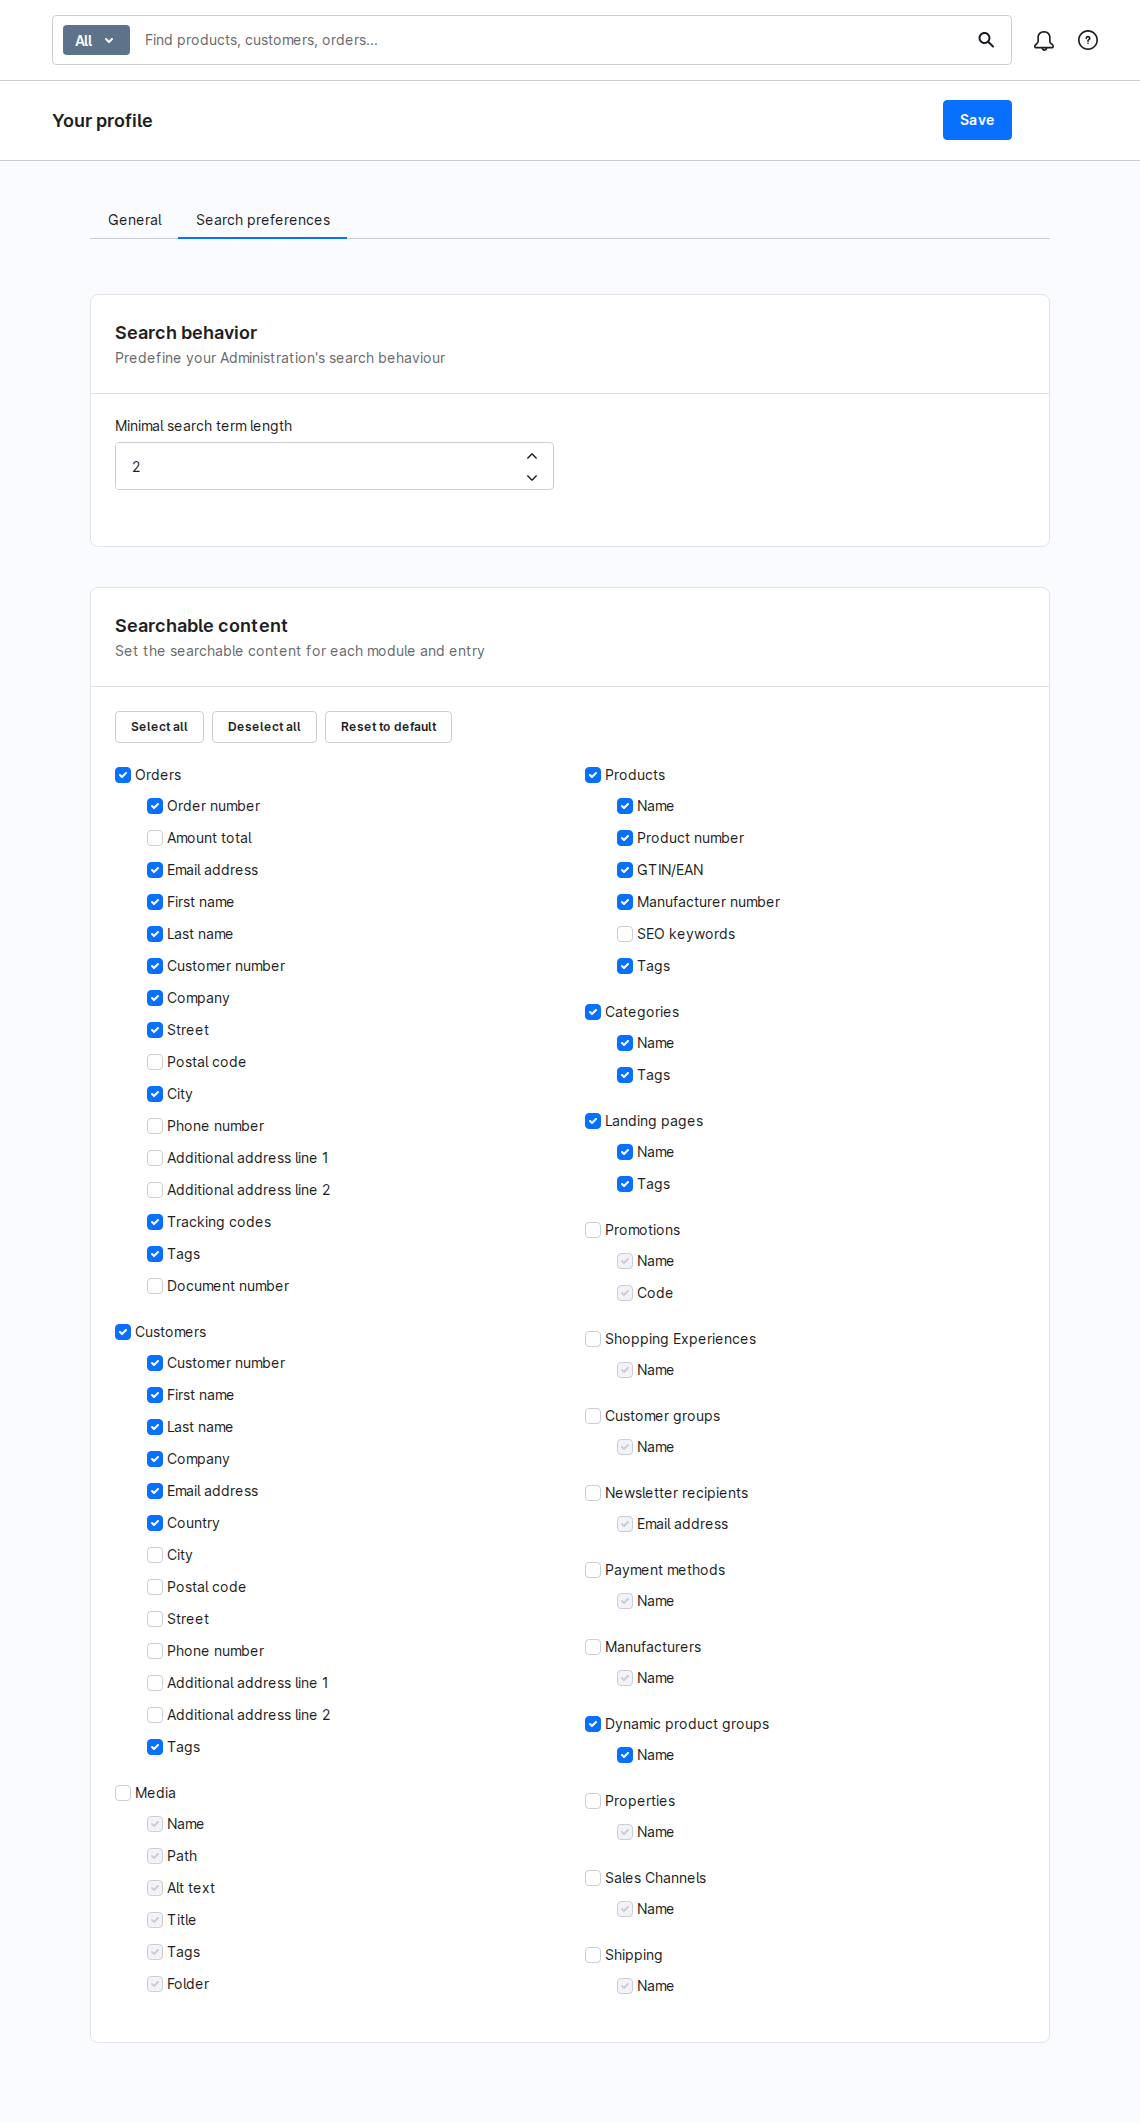 All
Find products, customers, orders...
Your profile
Save
General
Search preferences
Search behavior
Predefine your Administration's search behaviour
Minimal search term length
2
Searchable content
Set the searchable content for each module and entry
Select all
Deselect all
Reset to default
Orders
Order number
Amount total
Email address
First name
Last name
Customer number
Company
Street
Postal code
City
Phone number
Additional address line 1
Additional address line 2
Tracking codes
Tags
Document number
Customers
Customer number
First name
Last name
Company
Email address
Country
City
Postal code
Street
Phone number
Additional address line 1
Additional address line 2
Tags
Media
Name
Path
Alt text
Title
Tags
Folder
Products
Name
Product number
GTIN/EAN
Manufacturer number
SEO keywords
Tags
Categories
Name
Tags
Landing pages
Name
Tags
Promotions
Name
Code
Shopping Experiences
Name
Customer groups
Name
Newsletter recipients
Email address
Payment methods
Name
Manufacturers
Name
Dynamic product groups
Name
Properties
Name
Sales Channels
Name
Shipping
Name